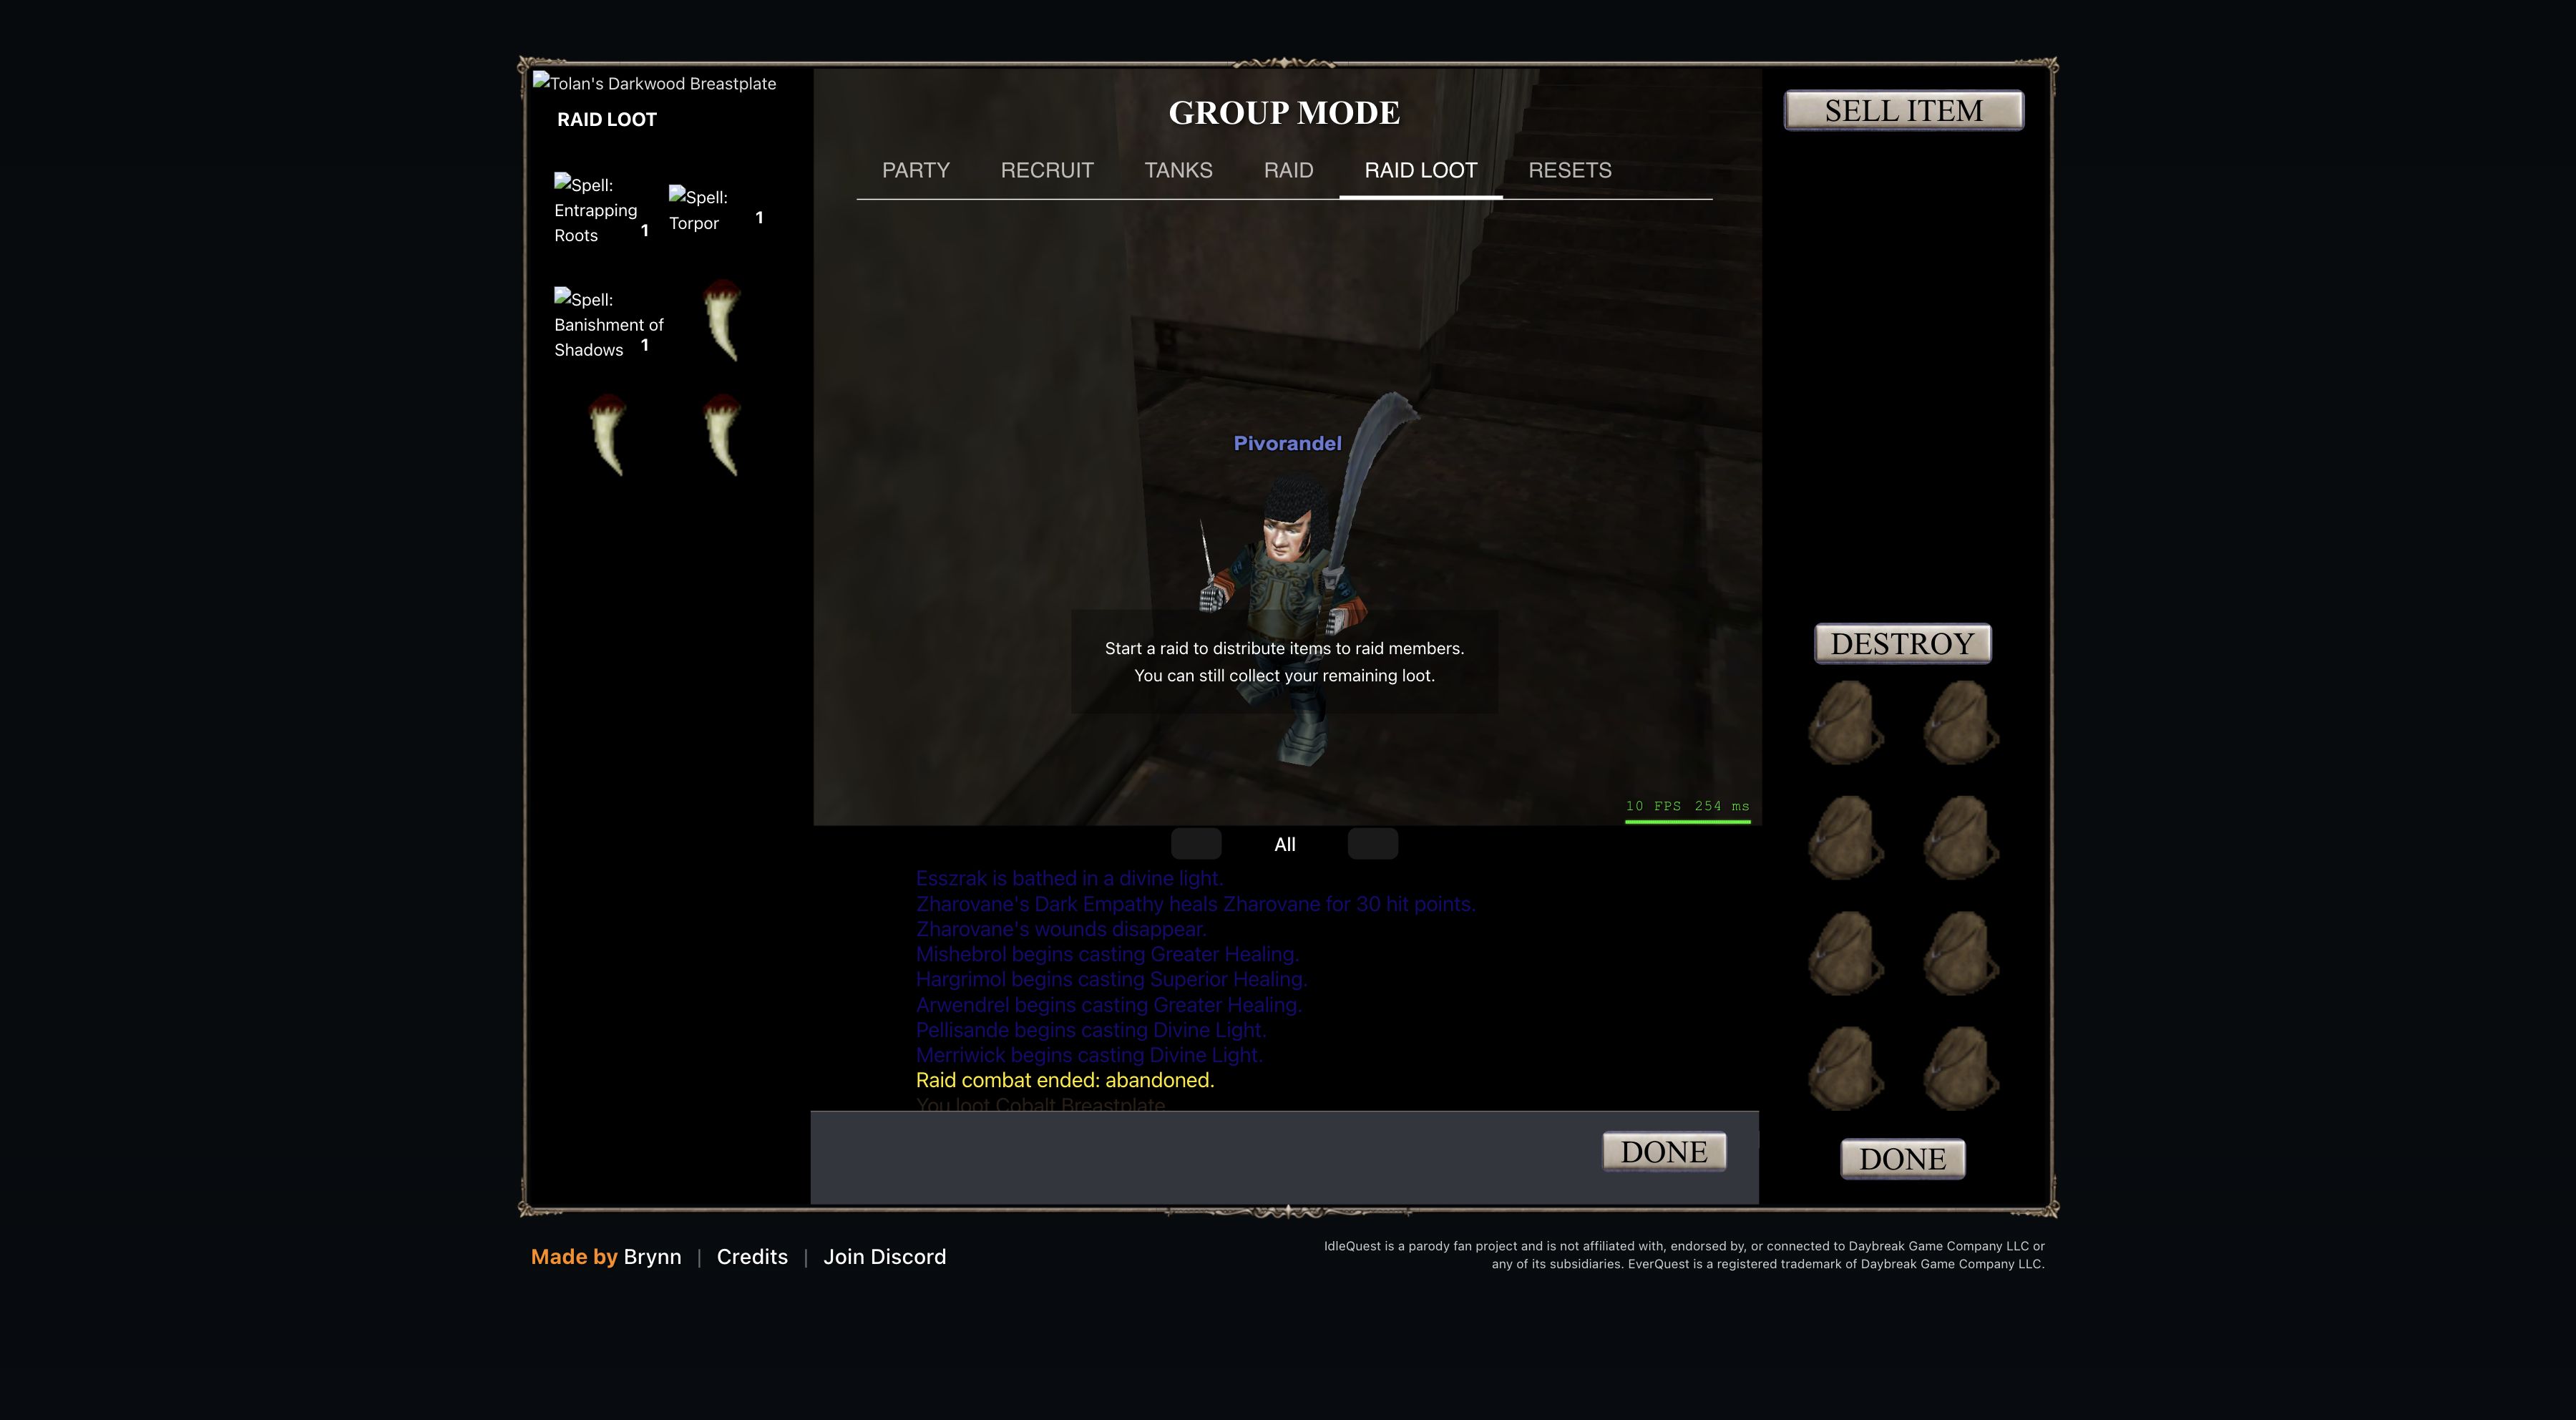 Tolan's Darkwood Breastplate
RAID LOOT
Spell:
Entrapping
Roots
1
Spell:
Torpor
1
Spell:
Banishment of
Shadows
1
GROUP MODE
PARTY RECRUIT TANKS RAID RAID LOOT RESETS
Pivorandel
Start a raid to distribute items to raid members.
You can still collect your remaining loot.
10 FPS 254 ms
All
Esszrak is bathed in a divine light.
Zharovane's Dark Empathy heals Zharovane for 30 hit points.
Zharovane's wounds disappear.
Mishebrol begins casting Greater Healing.
Hargrimol begins casting Superior Healing.
Arwendrel begins casting Greater Healing.
Pellisande begins casting Divine Light.
Merriwick begins casting Divine Light.
Raid combat ended: abandoned.
You loot Cobalt Breastplate
DONE
SELL ITEM
DESTROY
DONE
Made by Brynn | Credits | Join Discord
IdleQuest is a parody fan project and is not affiliated with, endorsed by, or connected to Daybreak Game Company LLC or
any of its subsidiaries. EverQuest is a registered trademark of Daybreak Game Company LLC.